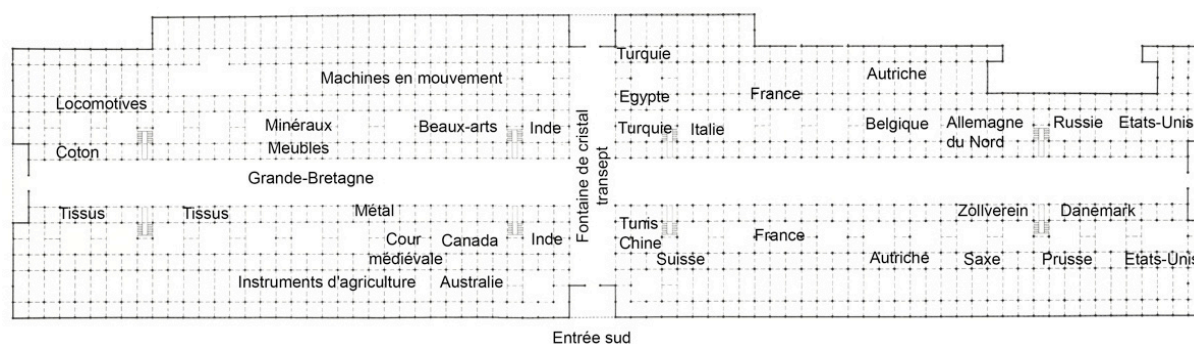 Turquie
Machines en mouvement
Autriche
Locomotives
Egypte
France
Minéraux
Beaux-arts
Inde
Turquie
Italie
Belgique
Allemagne
du Nord
Russie
Etats-Unis
Coton
Meubles
Grande-Bretagne
Fontaine de cristal
transept
Tissus
Tissus
Métal
Tunis
Chine
Zollverein
Danemark
Cour
médiévale
Canada
Inde
France
Suisse
Autriche
Saxe
Prusse
Etats-Unis
Instruments d'agriculture
Australie
Entrée sud